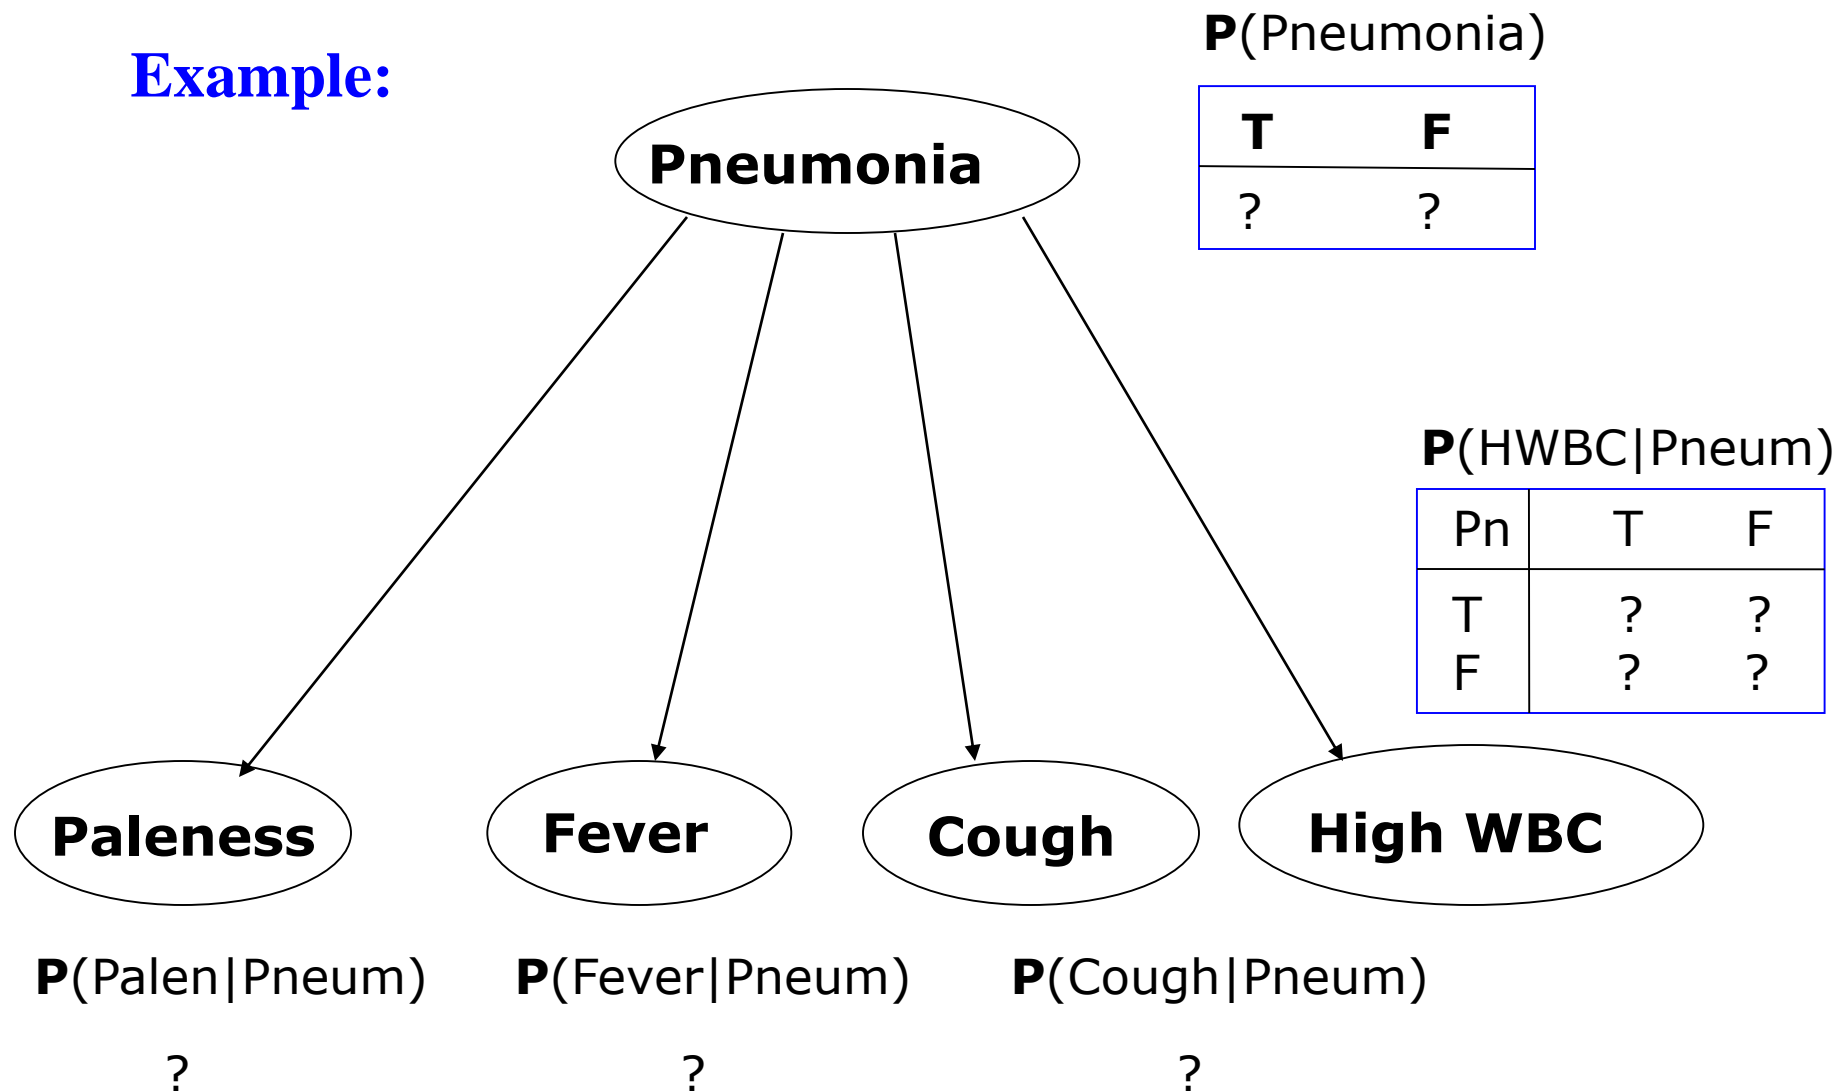 Example:
P(Pneumonia)
T F
? ?
Pneumonia
P(HWBC|Pneum)
Pn T F
T ? ?
F ? ?
Paleness
Fever
Cough
High WBC
P(Palen|Pneum)
P(Fever|Pneum)
P(Cough|Pneum)
?
?
?